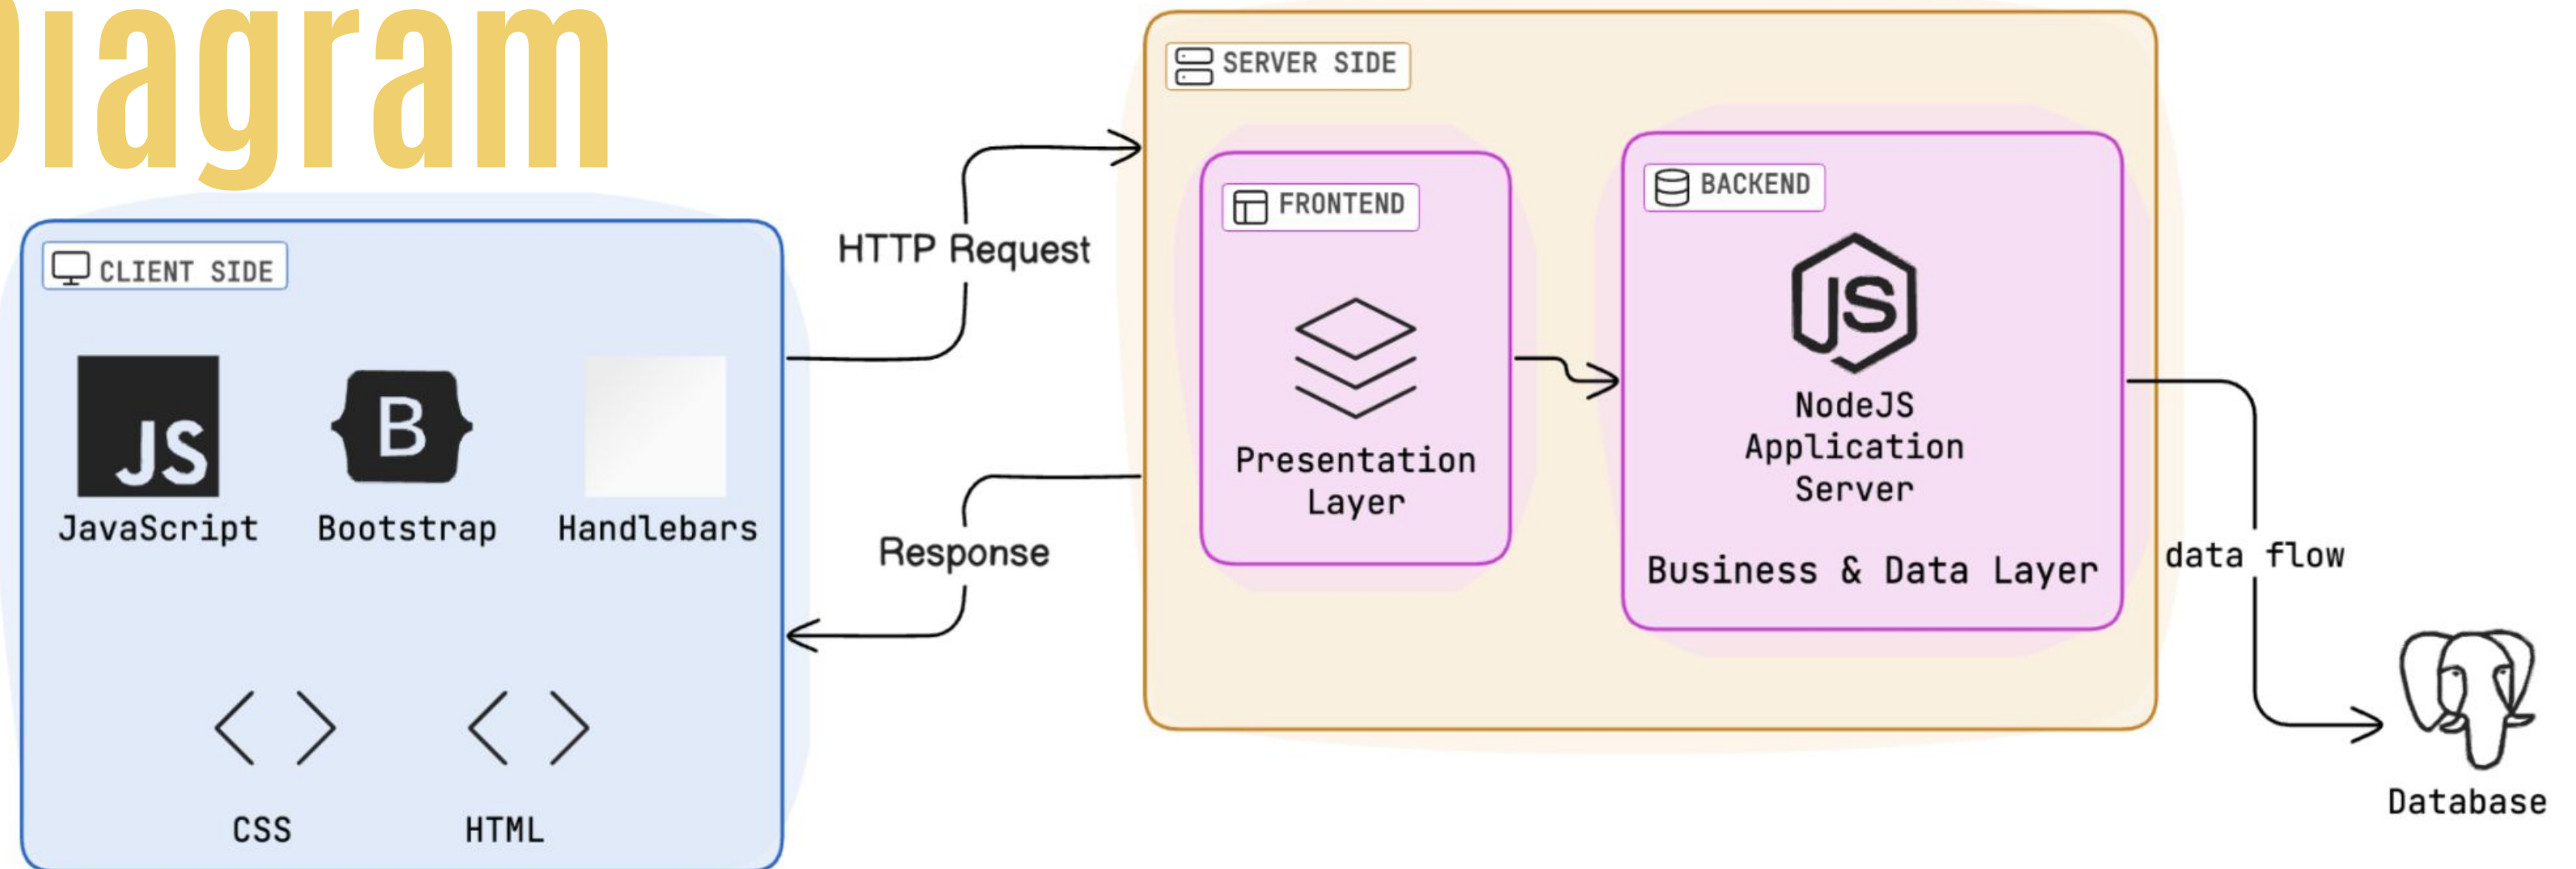 Diagram
CLIENT SIDE
JS
B
JavaScript
Bootstrap
Handlebars
CSS
HTML
HTTP Request
Response
SERVER SIDE
FRONTEND
Presentation
Layer
BACKEND
JS
NodeJS
Application
Server
Business & Data Layer
data flow
Database